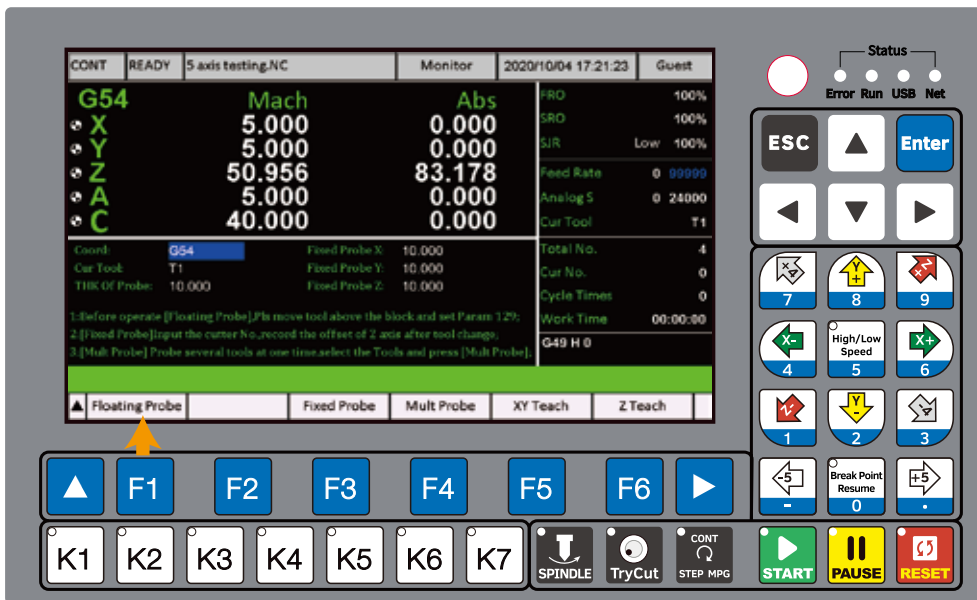 CONT READY 5 axis testing.NC Monitor 2020/10/04 17:21:23 Guest
G54 Mach Abs
X 5.000 0.000
Y 5.000 0.000
Z 50.956 83.178
A 5.000 0.000
C 40.000 0.000
FRO 100%
SRO 100%
SJR Low 100%
Feed Rate 0 99999
Analog S 0 24000
Cur Tool T1
Coord: G54 Fixed Probe X: 10.000
Cur Tool: T1 Fixed Probe Y: 10.000
THK Of Probe: 10.000 Fixed Probe Z: 10.000
1:Before operate [Floating Probe],Pls move tool above the block and set Param 129;
2:[Fixed Probe]Input the cutter No.,record the offset of Z axis after tool change,
3.[Mult Probe] Probe several tools at one time,select the Tools and press [Mult Probe];
Total No. 4
Cur No. 0
Cycle Times 0
Work Time 00:00:00
G49 H 0
Floating Probe Fixed Probe Mult Probe XY Teach Z Teach
F1 F2 F3 F4 F5 F6
K1 K2 K3 K4 K5 K6 K7
SPINDLE TryCut CONT STEP MPG
START PAUSE RESET
Status
Error Run USB Net
ESC Enter
X 4 7 Y + 8 X Z 9
X- 4 High/Low Speed 5 X+ 6
Z- 1 Y - 2 -4 3
-5 - Break Point Resume 0 +5 .